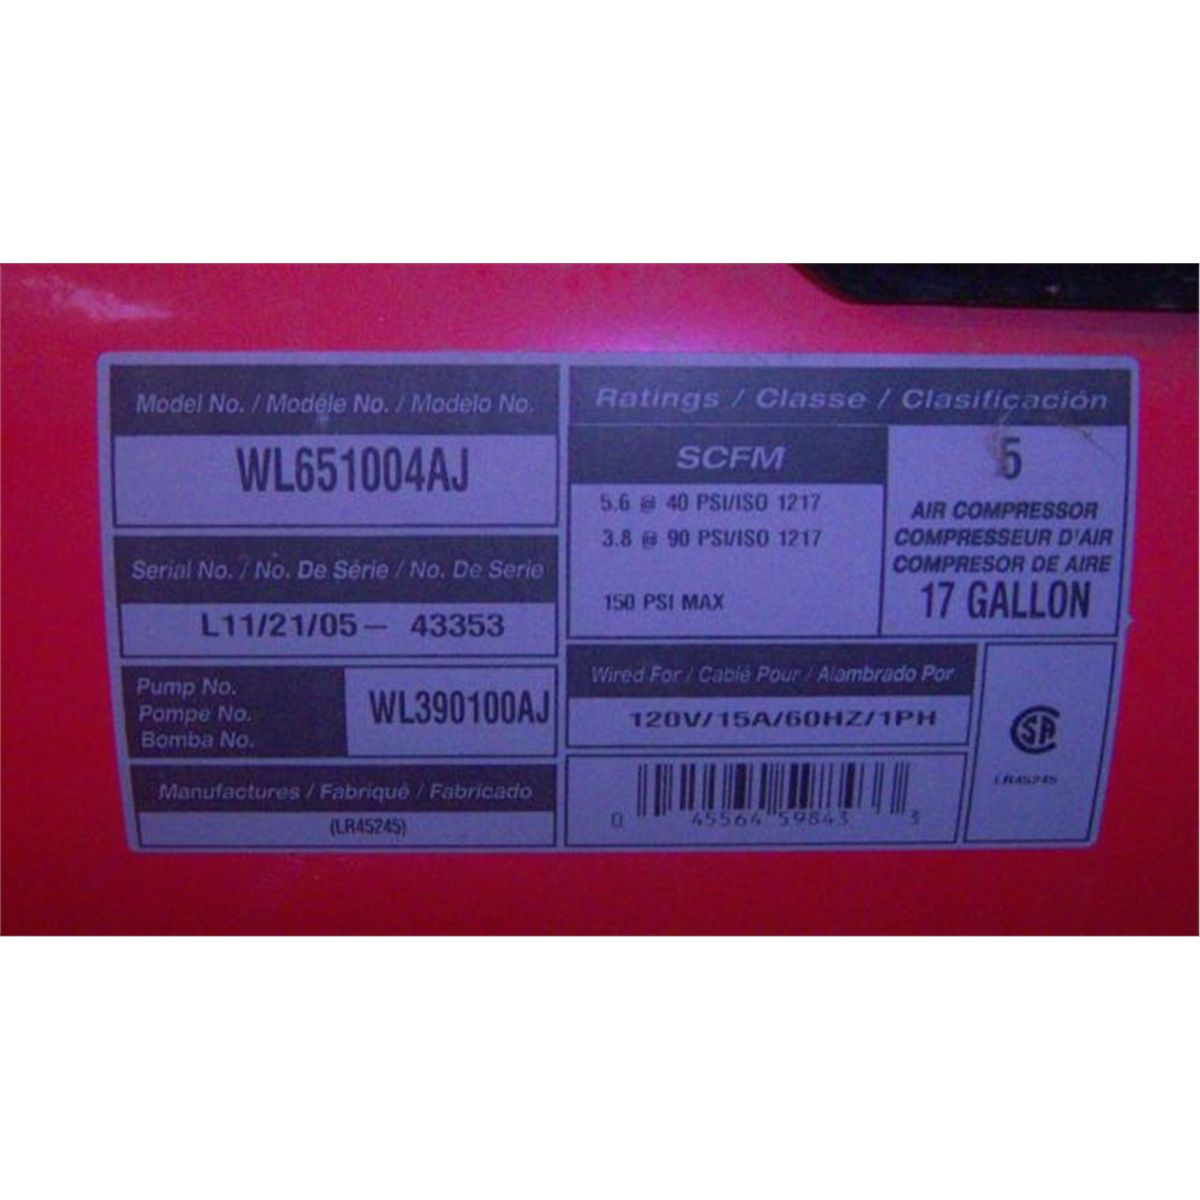 Model No. / Modèle No. / Modelo No.
WL651004AJ
Serial No. / No. De Série / No. De Serie
L11/21/05 - 43353
Pump No.
Pompe No.
Bomba No.
WL390100AJ
Manufactures / Fabriqué / Fabricado
(LR45245)
Ratings / Classe / Clasificación
SCFM
5.6 @ 40 PSI/ISO 1217
3.8 @ 90 PSI/ISO 1217
150 PSI MAX
5
AIR COMPRESSOR
COMPRESSEUR D'AIR
COMPRESOR DE AIRE
17 GALLON
Wired For / Cablé Pour / Alambrado Por
120V/15A/60HZ/1PH
0 45564 59843 3
SA
LR45245